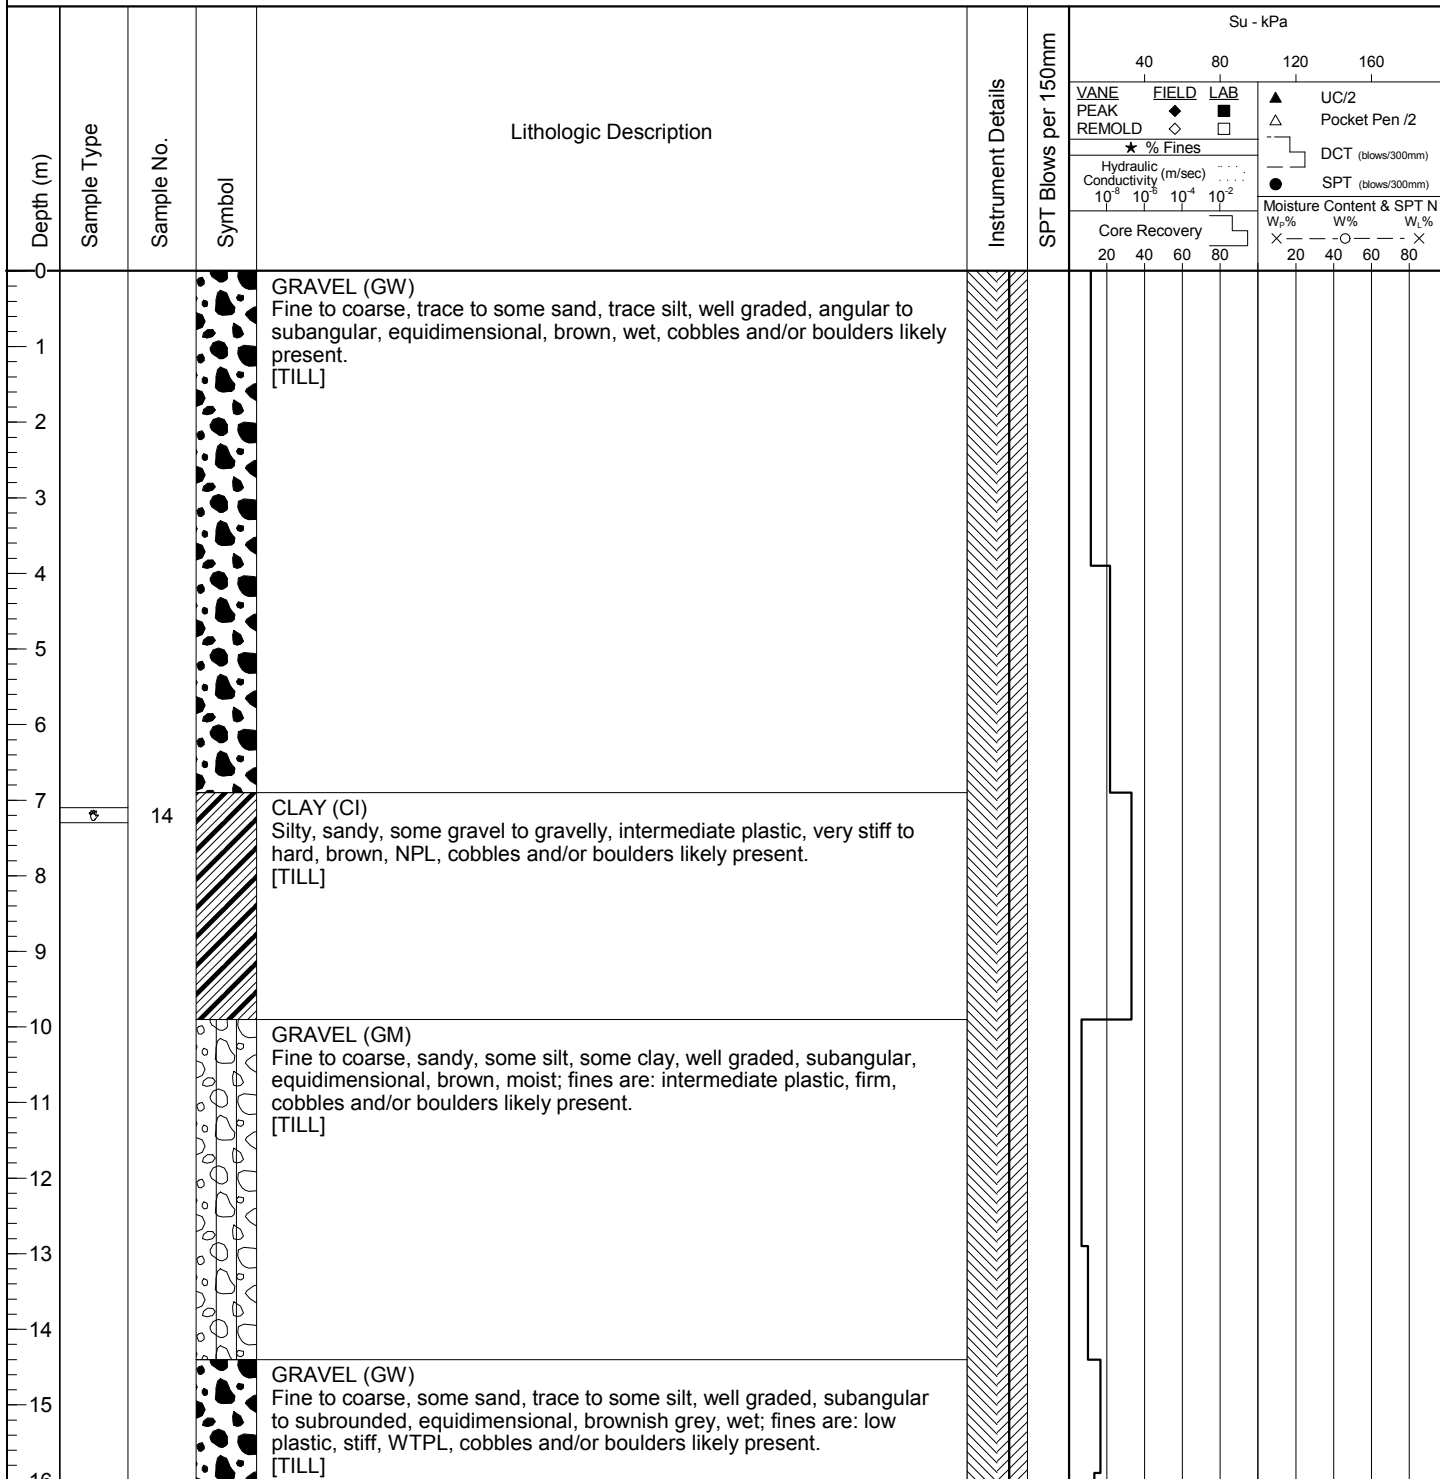 Su - kPa
40 80 120 160
Depth (m)
Sample Type
Sample No.
Symbol
Lithologic Description
Instrument Details
SPT Blows per 150mm
VANE FIELD LAB
PEAK ◆ ■
REMOLD ◇ □
★ % Fines
Hydraulic
Conductivity (m/sec)
10⁻⁸ 10⁻⁶ 10⁻⁴ 10⁻²
Core Recovery
20 40 60 80
▲ UC/2
△ Pocket Pen /2
DCT (blows/300mm)
● SPT (blows/300mm)
Moisture Content & SPT N
Wₚ% W% W_L%
20 40 60 80
0
GRAVEL (GW)
Fine to coarse, trace to some sand, trace silt, well graded, angular to
subangular, equidimensional, brown, wet, cobbles and/or boulders likely
present.
[TILL]
1
2
3
4
5
6
7
14
CLAY (CI)
Silty, sandy, some gravel to gravelly, intermediate plastic, very stiff to
hard, brown, NPL, cobbles and/or boulders likely present.
[TILL]
8
9
10
GRAVEL (GM)
Fine to coarse, sandy, some silt, some clay, well graded, subangular,
equidimensional, brown, moist; fines are: intermediate plastic, firm,
cobbles and/or boulders likely present.
[TILL]
11
12
13
14
GRAVEL (GW)
Fine to coarse, some sand, trace to some silt, well graded, subangular
to subrounded, equidimensional, brownish grey, wet; fines are: low
plastic, stiff, WTPL, cobbles and/or boulders likely present.
[TILL]
15
16